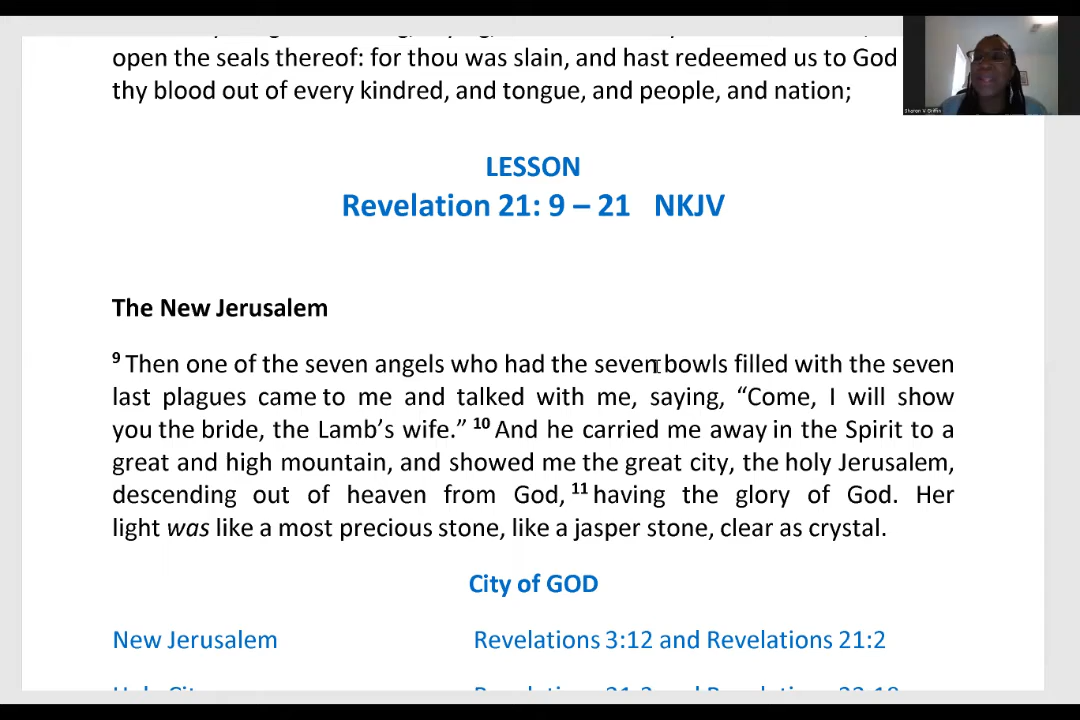 open the seals thereof: for thou was slain, and hast redeemed us to God
thy blood out of every kindred, and tongue, and people, and nation;
LESSON
Revelation 21: 9 – 21 NKJV
The New Jerusalem
9 Then one of the seven angels who had the seven bowls filled with the seven
last plagues came to me and talked with me, saying, “Come, I will show
you the bride, the Lamb’s wife.” 10 And he carried me away in the Spirit to a
great and high mountain, and showed me the great city, the holy Jerusalem,
descending out of heaven from God, 11 having the glory of God. Her
light was like a most precious stone, like a jasper stone, clear as crystal.
City of GOD
New Jerusalem Revelations 3:12 and Revelations 21:2